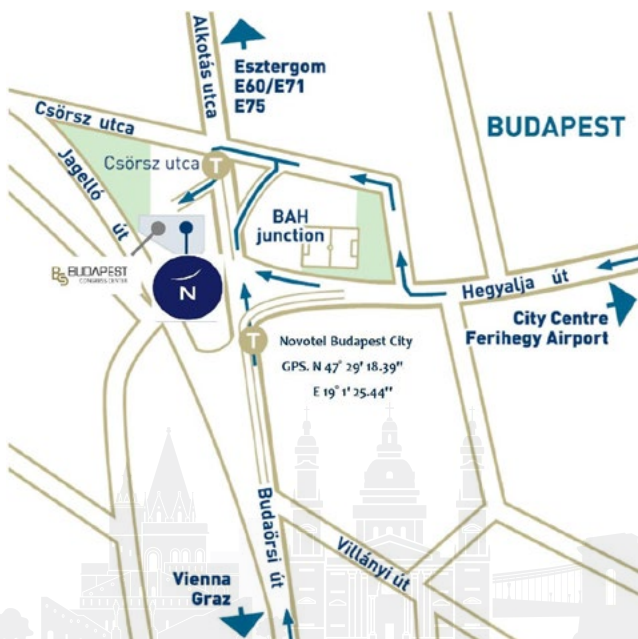 Alkotás utca
Esztergom
E60/E71
E75
BUDAPEST
Csörsz utca
Csörsz utca
T
Jagelló út
BAH
junction
BUDAPEST
CONGRESS CENTER
N
Hegyalja út
City Centre
Ferihegy Airport
T
Novotel Budapest City
GPS. N 47° 29' 18.39''
E 19° 1' 25.44''
Budaörsi út
Villányi út
Vienna
Graz